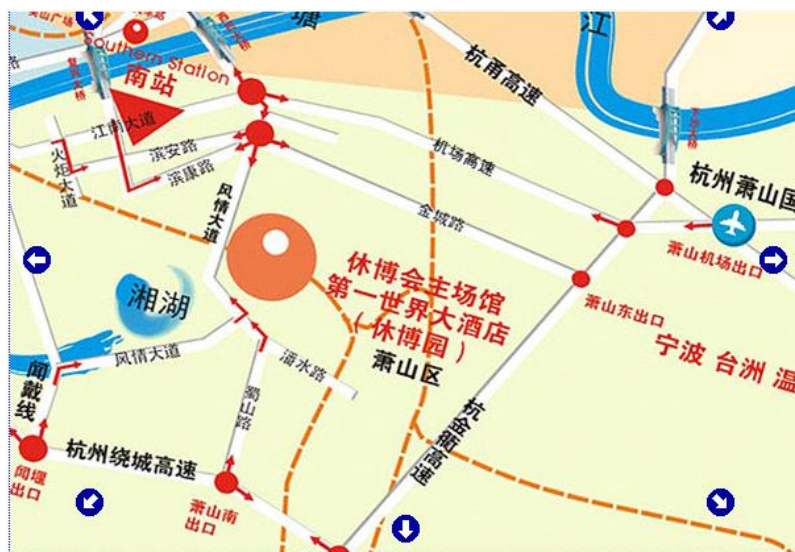 塘
江
Southern Station
南站
杭甬高速
江南大道
滨安路
滨康路
火炬大道
风情大道
机场高速
金城路
杭州萧山国
萧山机场出口
萧山东出口
休博会主场馆
第一世界大酒店
（休博园）
萧山区
宁波 台洲 温
湘湖
风情大道
潘水路
蜀山路
闻戴线
杭州绕城高速
杭金衢高速
闻堰
出口
萧山南
出口